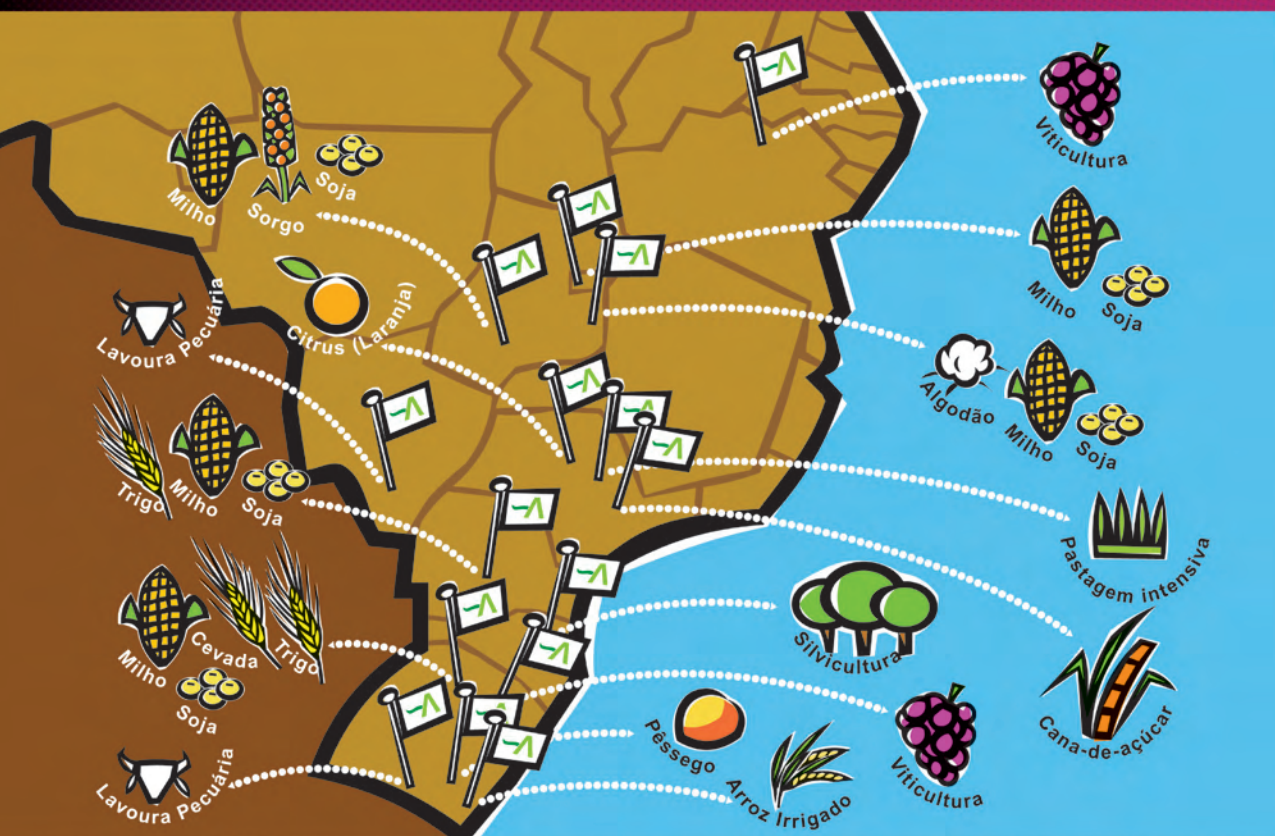 Viticultura
Milho
Sorgo
Soja
Milho
Soja
Lavoura Pecuária
Citrus (Laranja)
Algodão
Milho
Soja
Trigo
Milho
Soja
Pastagem intensiva
Silvicultura
Milho
Cevada
Trigo
Soja
Cana-de-açúcar
Pêssego
Viticultura
Lavoura Pecuária
Arroz Irrigado